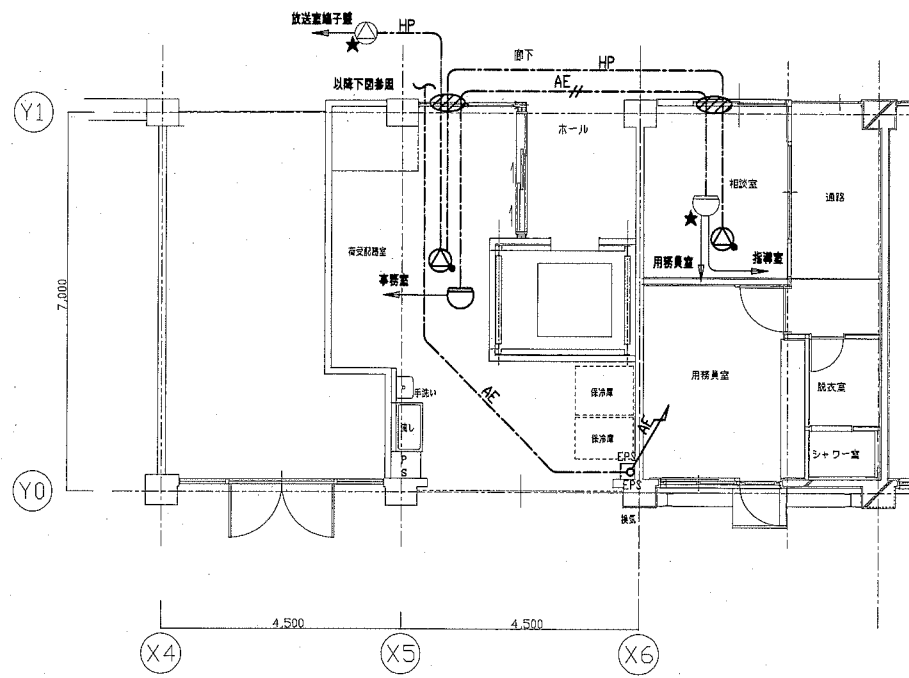 放送室端子盤
HP
廊下
HP
以降下図参照
AE
Y1
ホール
相談室
通路
荷受配膳室
事務室
用務員室
指導室
7,000
手洗い
流し
P
S
AE
保冷庫
保冷庫
AE
用務員室
脱衣室
シャワー室
EPS
EPS
Y0
換気
4,500
4,500
X4
X5
X6